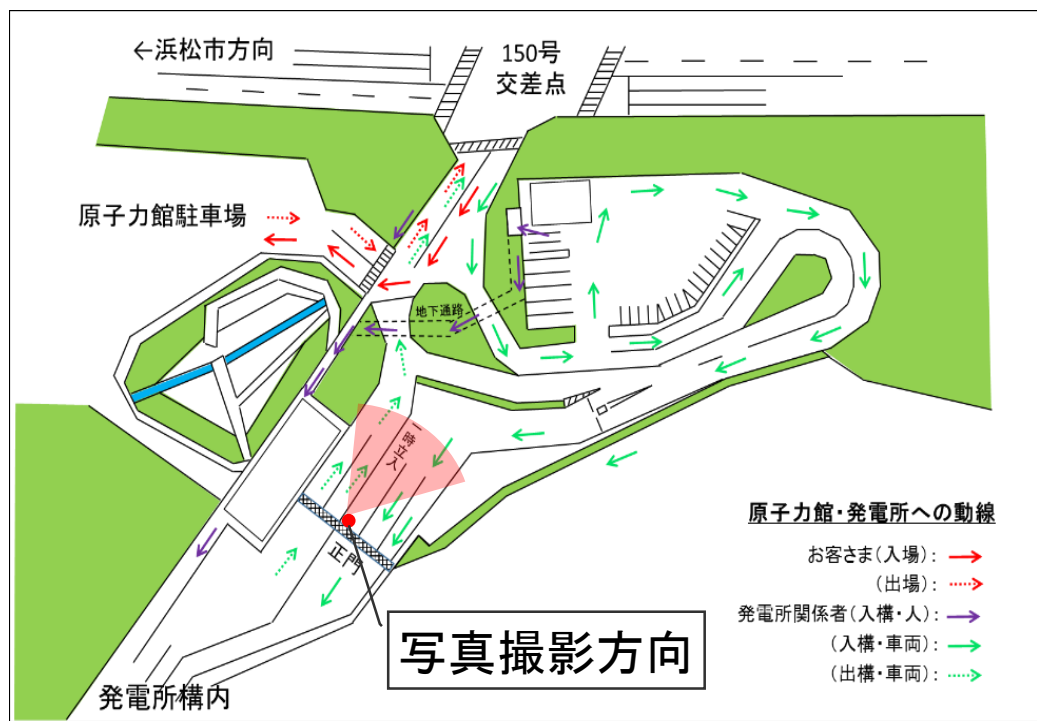 ←浜松市方向
150号
交差点
原子力館駐車場
地下通路
一時立入
正門
写真撮影方向
発電所構内
原子力館・発電所への動線
お客さま(入場):
(出場):
発電所関係者(入構・人):
(入構・車両):
(出構・車両):